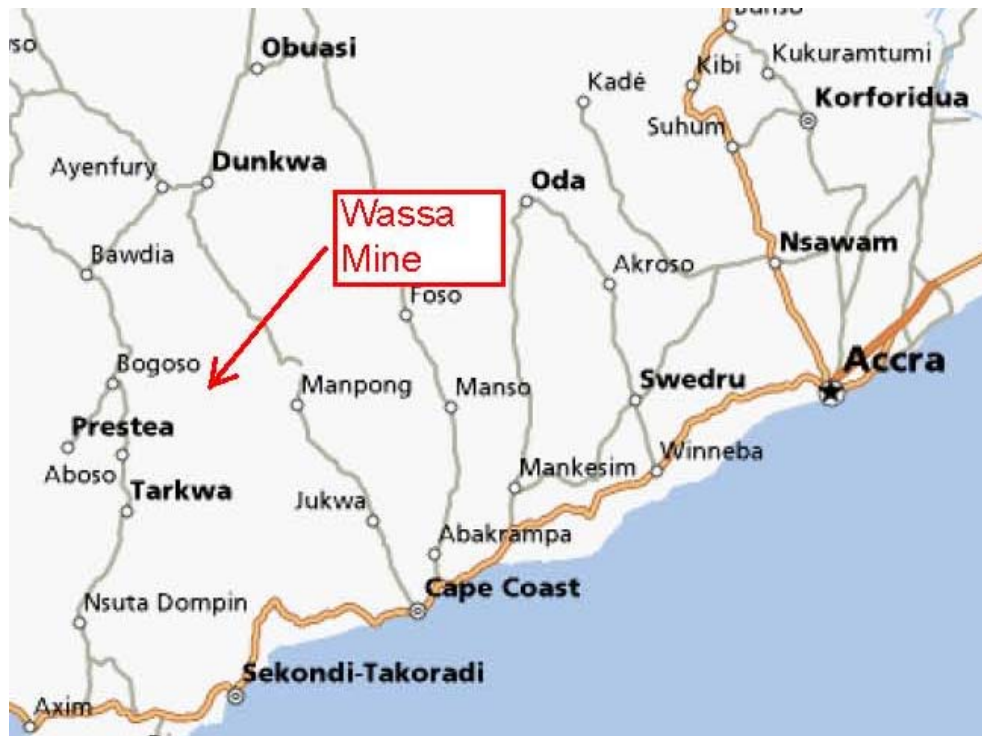 Obuasi
Kukuramtumi
Kibi
Kadé
Korforidua
Suhum
Ayenfury
Dunkwa
Oda
Wassa
Mine
Nsawam
Bawdia
Akroso
Foso
Bogoso
Accra
Manpong
Manso
Swedru
Prestea
Winneba
Aboso
Mankesim
Tarkwa
Jukwa
Abakrampa
Cape Coast
Nsuta Dompin
Sekondi-Takoradi
Axim